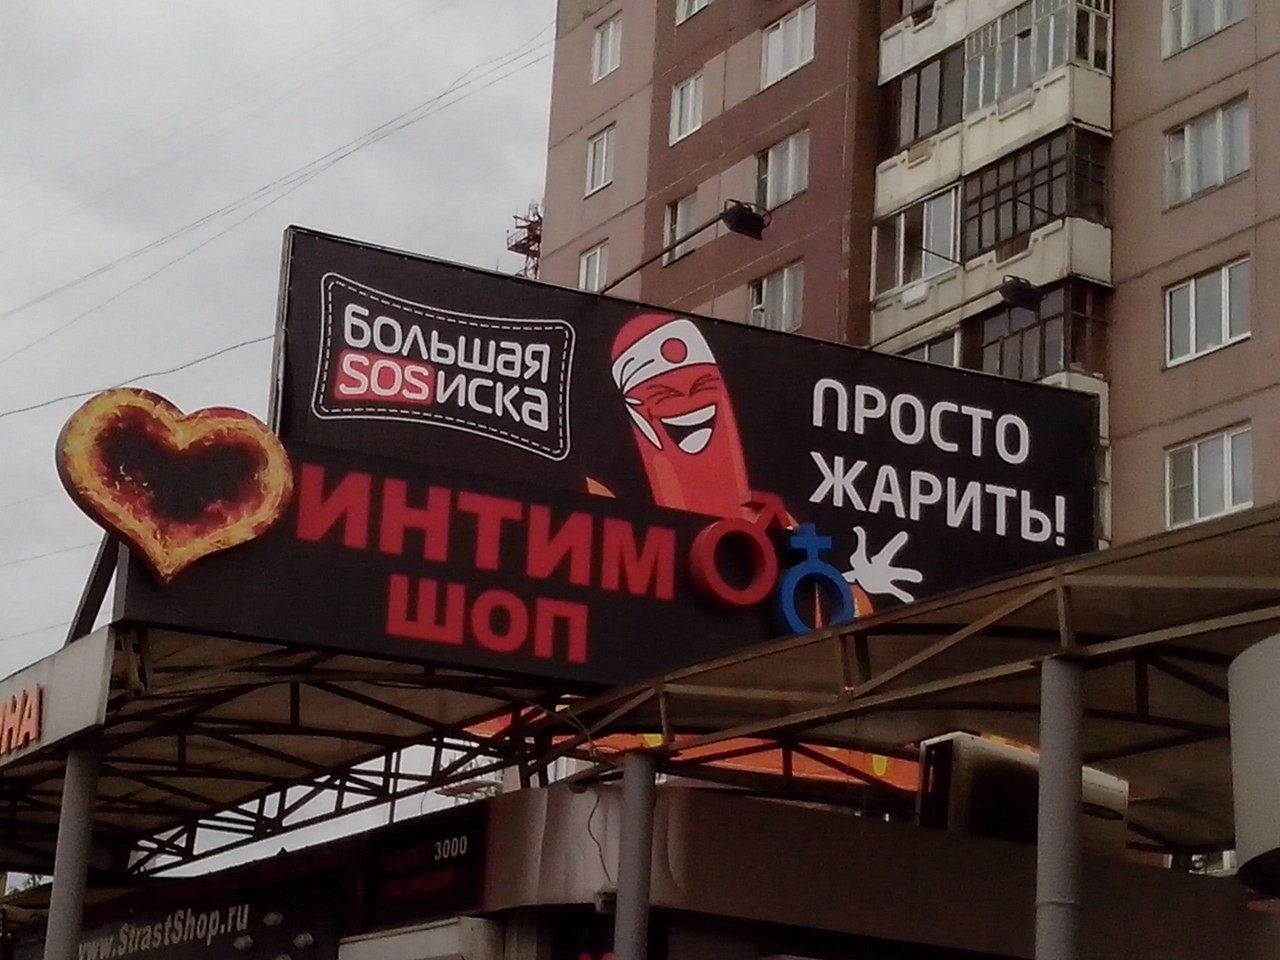 большая
SOSиска
ПРОСТО
ЖАРИТЬ!
ИНТИМ
ШОП
3000
www.StrastShop.ru